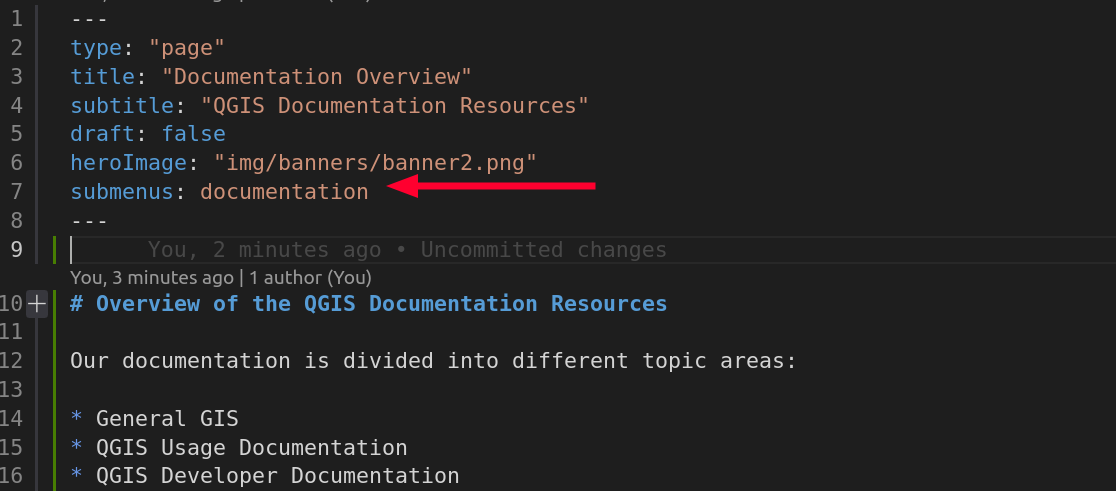 1 ---
2 type: "page"
3 title: "Documentation Overview"
4 subtitle: "QGIS Documentation Resources"
5 draft: false
6 heroImage: "img/banners/banner2.png"
7 submenus: documentation
8 ---
9 You, 2 minutes ago • Uncommitted changes
You, 3 minutes ago | 1 author (You)
10 # Overview of the QGIS Documentation Resources
11
12 Our documentation is divided into different topic areas:
13
14 * General GIS
15 * QGIS Usage Documentation
16 * QGIS Developer Documentation